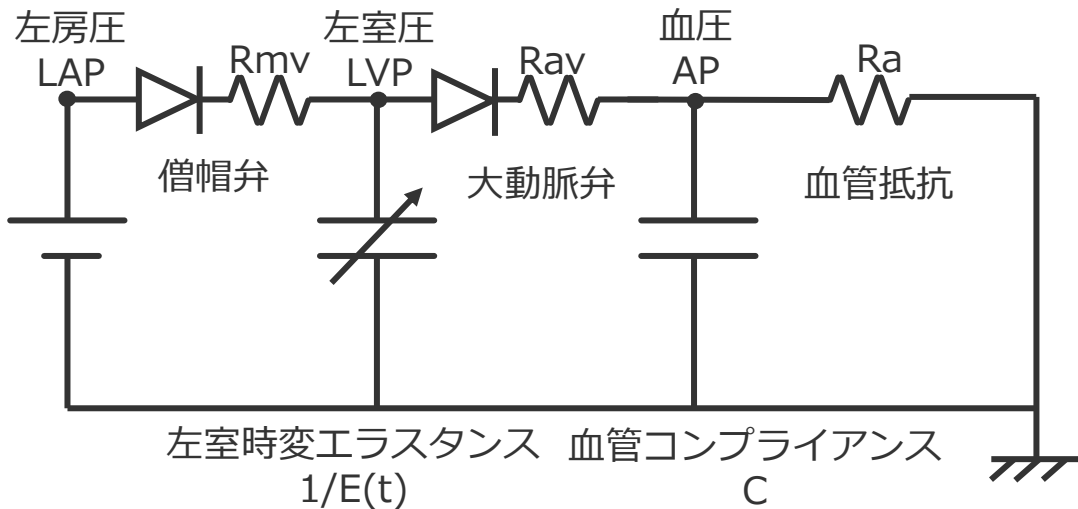 左房圧
LAP
Rmv
左室圧
LVP
Rav
血圧
AP
Ra
僧帽弁
大動脈弁
血管抵抗
左室時変エラスタンス
1/E(t)
血管コンプライアンス
C